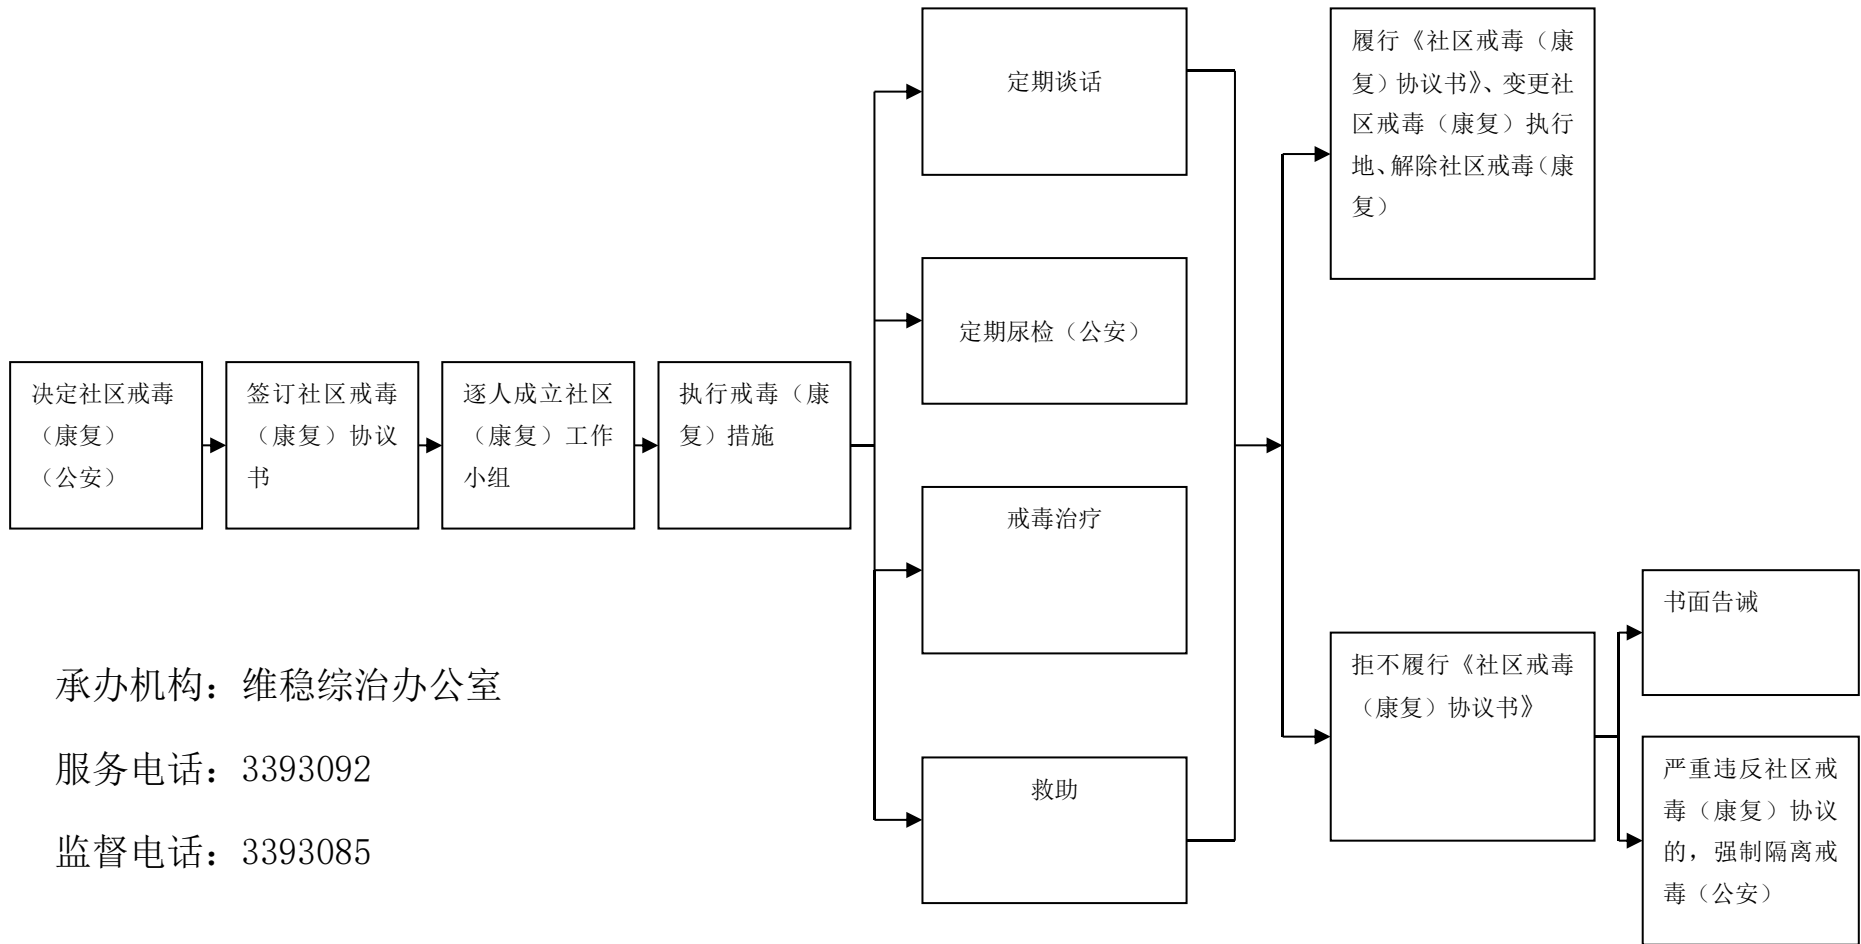 决定社区戒毒
（康复）
（公安）
签订社区戒毒
（康复）协议
书
逐人成立社区
（康复）工作
小组
执行戒毒（康
复）措施
定期谈话
定期尿检（公安）
戒毒治疗
救助
履行《社区戒毒（康
复）协议书》、变更社
区戒毒（康复）执行
地、解除社区戒毒（康
复）
拒不履行《社区戒毒
（康复）协议书》
书面告诫
严重违反社区戒
毒（康复）协议
的，强制隔离戒
毒（公安）
承办机构：维稳综治办公室
服务电话：3393092
监督电话：3393085